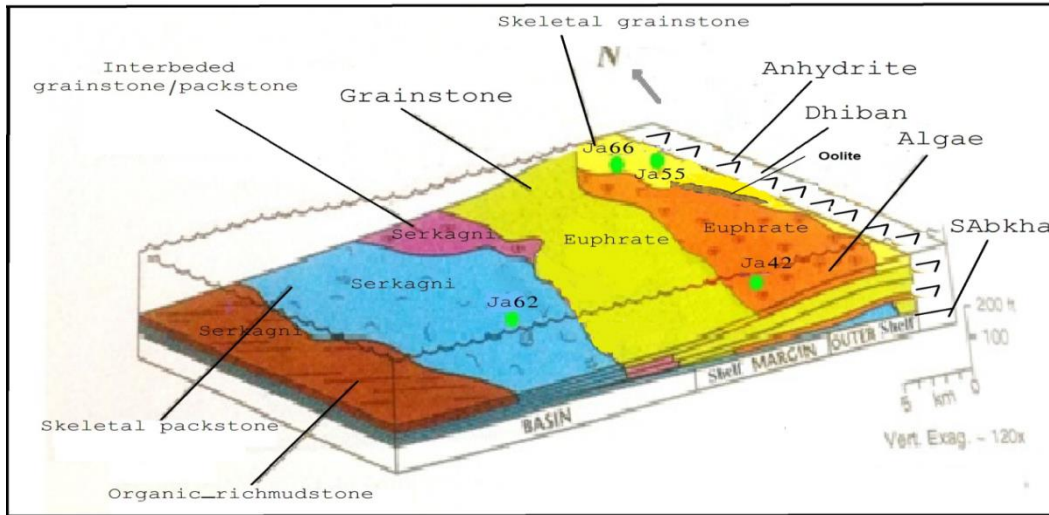 Skeletal grainstone
N
Interbeded
grainstone/packstone
Anhydrite
Grainstone
Dhiban
Ja66
Algae
Oolite
Ja55
SAbkha
Serkagni
Euphrate
Euphrate
Serkagni
Ja42
Ja62
200 ft
100
Serkagni
Shelf MARGIN OUTER Shelf
BASIN
5 km 0
Skeletal packstone
Vert. Exag. - 120x
Organic_richmudstone